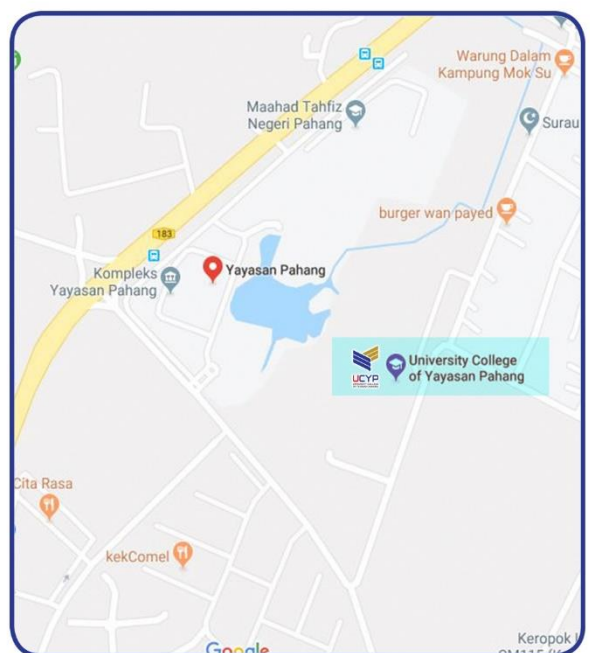 Warung Dalam
Kampung Mok Su
Maahad Tahfiz
Negeri Pahang
Surau
burger wan payed
183
Kompleks
Yayasan Pahang
Yayasan Pahang
UCYP
University College
of Yayasan Pahang
Cita Rasa
kekComel
Google
Keropok